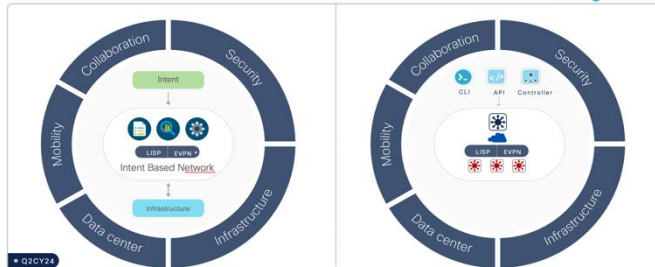 Collaboration
Security
Mobility
Intent
LISP
EVPN *
Intent Based Network
Infrastructure
Data center
Infrastructure
* Q2CY24
Collaboration
Security
Mobility
CLI
API
Controller
LISP
EVPN
Data center
Infrastructure